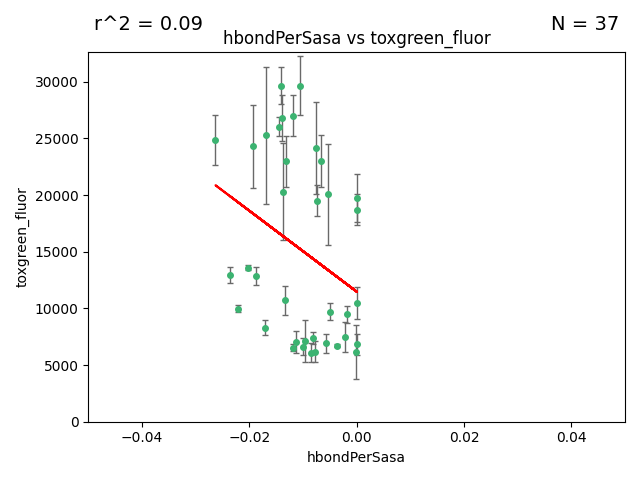 r^2 = 0.09
N = 37
hbondPerSasa vs toxgreen_fluor
toxgreen_fluor
30000
25000
20000
15000
10000
5000
0
−0.04
−0.02
0.00
0.02
0.04
hbondPerSasa